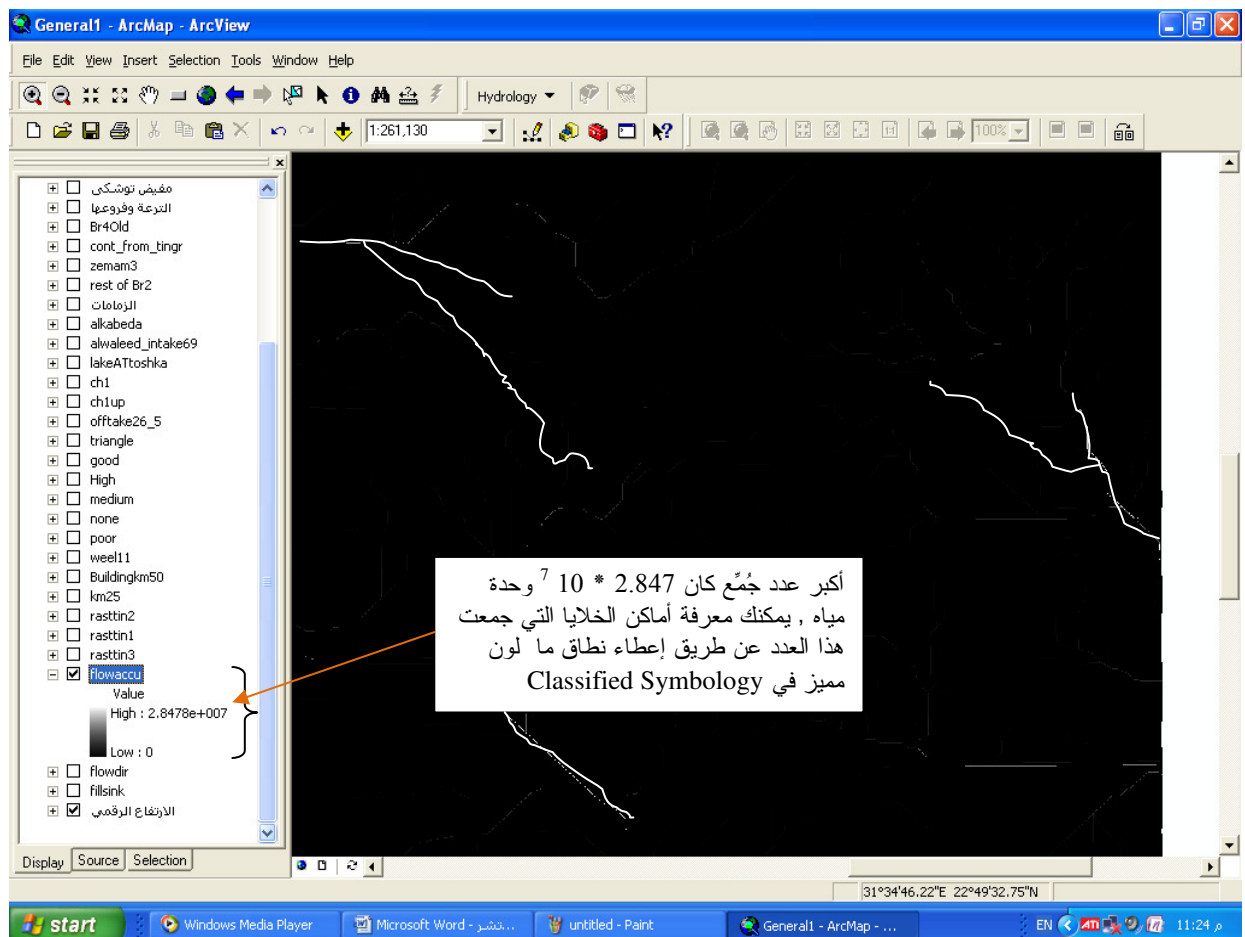 General1 - ArcMap - ArcView
File Edit View Insert Selection Tools Window Help
Hydrology
1:261,130
100%
1:1
مفيض توشكى
الترعة وفروعها
Br4Old
cont_from_tingr
zemam3
rest of Br2
الزمامات
alkabeda
alwaleed_intake69
lakeATtoshka
ch1
ch1up
offtake26_5
triangle
good
High
medium
none
poor
weel11
Buildingkm50
km25
rasttin2
rasttin1
rasttin3
flowaccu
Value
High : 2.8478e+007
Low : 0
flowdir
fillsink
الارتفاع الرقمي
أكبر عدد جُمِّع كان 2.847 * 10 7 وحدة
مياه , يمكنك معرفة أماكن الخلايا التي جمعت
هذا العدد عن طريق إعطاء نطاق ما لون
مميز في Classified Symbology
Display Source Selection
31°34'46.22"E 22°49'32.75"N
start Windows Media Player Microsoft Word - تتشر... untitled - Paint General1 - ArcMap - ... EN 11:24 م